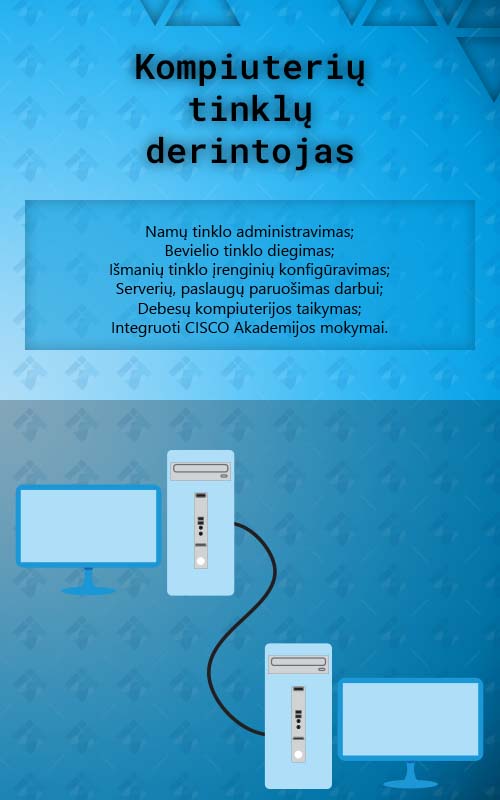 Kompiuterių
tinklų
derintojas
Namų tinklo administravimas;
Bevielio tinklo diegimas;
Išmanių tinklo įrenginių konfigūravimas;
Serverių, paslaugų paruošimas darbui;
Debesų kompiuterijos taikymas;
Integruoti CISCO Akademijos mokymai.